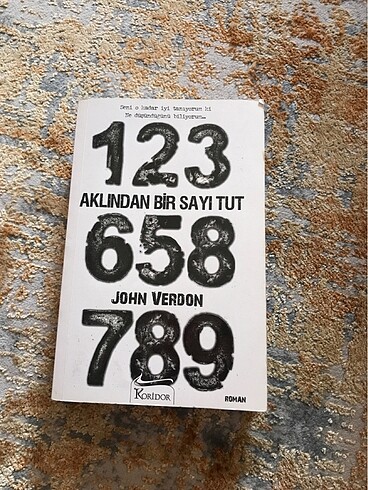 Seni o kadar iyi tanıyorum ki
Ne düşündüğünü biliyorum...
123
AKLINDAN BİR SAYI TUT
658
JOHN VERDON
789
KORİDOR
ROMAN